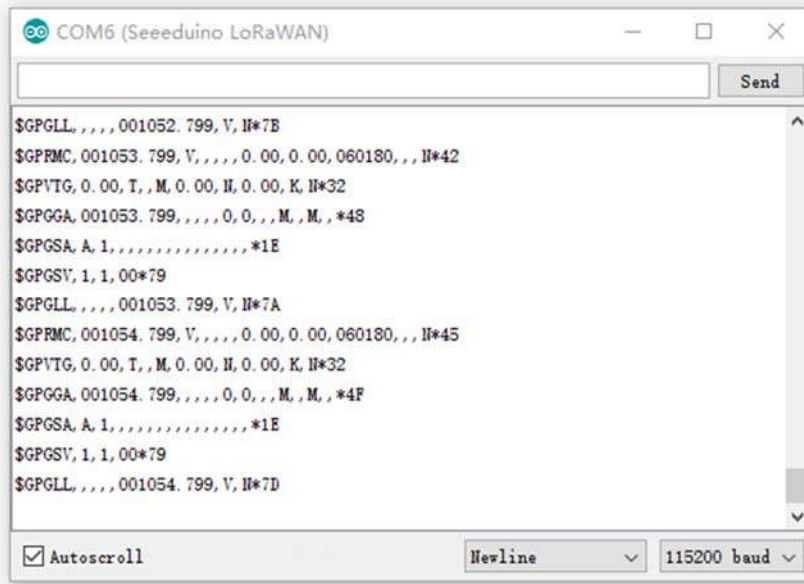 COM6 (Seeeduino LoRaWAN)
Send
$GPGLL,,,,,001052.799,V,N*7B
$GPRMC,001053.799,V,,,,,0.00,0.00,060180,,,N*42
$GPVTG,0.00,T,,M,0.00,N,0.00,K,N*32
$GPGGA,001053.799,,,,,0,0,,,M,,M,,*48
$GPGSA,A,1,,,,,,,,,,,,,,,*1E
$GPGSV,1,1,00*79
$GPGLL,,,,,001053.799,V,N*7A
$GPRMC,001054.799,V,,,,,0.00,0.00,060180,,,N*45
$GPVTG,0.00,T,,M,0.00,N,0.00,K,N*32
$GPGGA,001054.799,,,,,0,0,,,M,,M,,*4F
$GPGSA,A,1,,,,,,,,,,,,,,,*1E
$GPGSV,1,1,00*79
$GPGLL,,,,,001054.799,V,N*7D
Autoscroll Newline 115200 baud